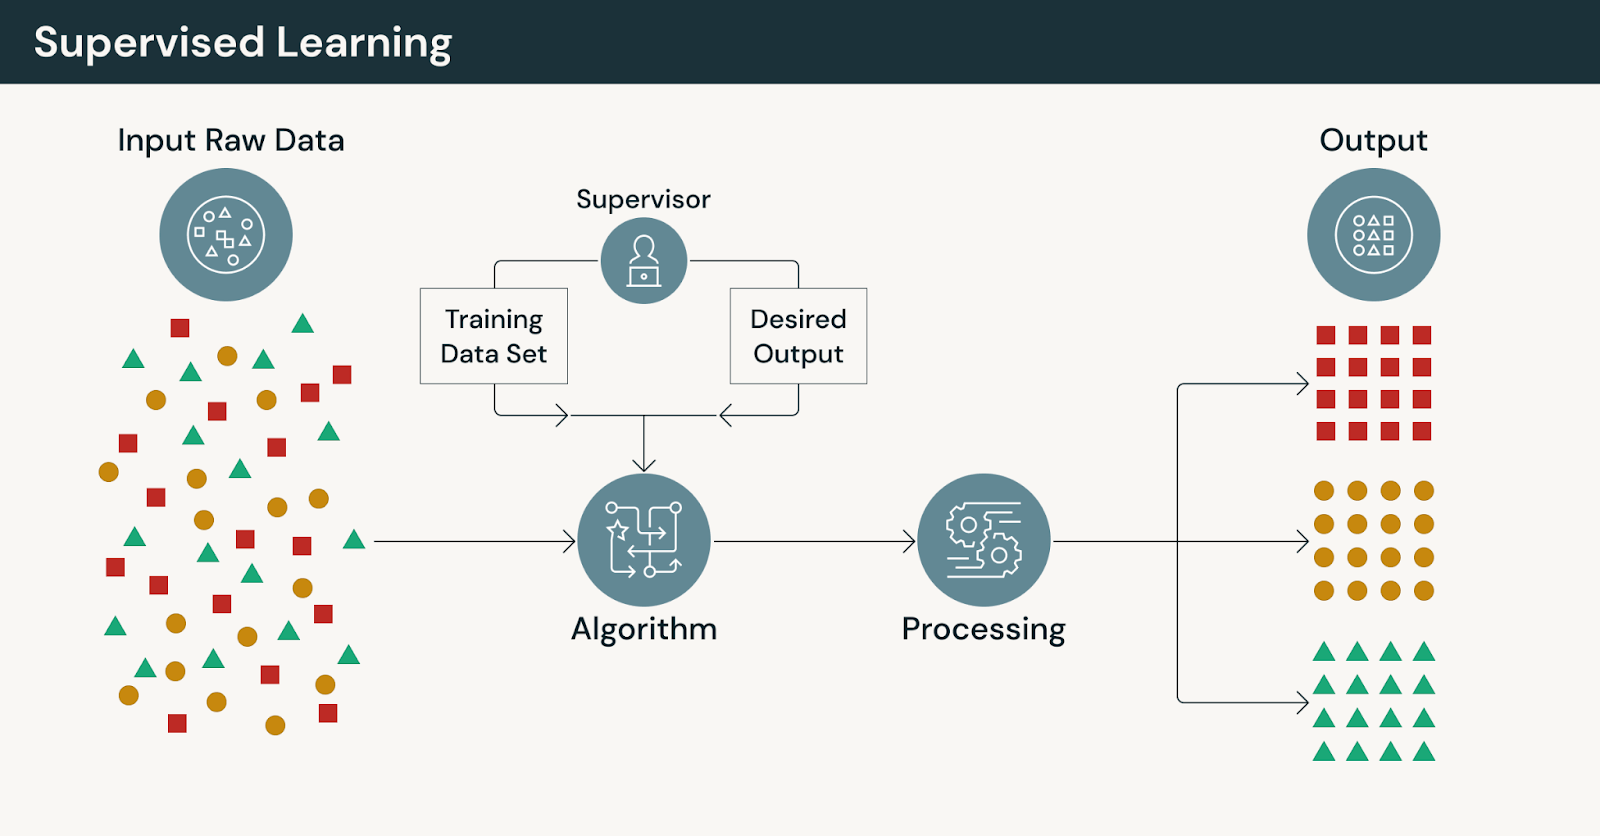 Supervised Learning
Input Raw Data
Output
Supervisor
Training
Data Set
Desired
Output
Algorithm
Processing